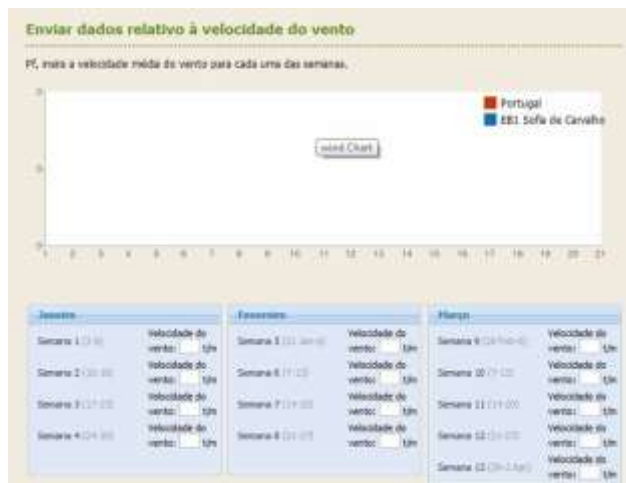 Enviar dados relativo à velocidade do vento
Pf, insira a velocidade média do vento para cada uma das semanas.
Portugal
EB1 Sofia de Carvalho
wind Chart
1 2 3 4 5 6 7 8 9 10 11 12 13 14 15 16 17 18 19 20 21
Janeiro
Semana 1
Velocidade do
vento:
Semana 2
Velocidade do
vento:
Semana 3
Velocidade do
vento:
Semana 4
Velocidade do
vento:
Fevereiro
Semana 5
Velocidade do
vento:
Semana 6
Velocidade do
vento:
Semana 7
Velocidade do
vento:
Semana 8
Velocidade do
vento:
Março
Semana 9
Velocidade do
vento:
Semana 10
Velocidade do
vento:
Semana 11
Velocidade do
vento:
Semana 12
Velocidade do
vento:
Semana 13
Velocidade do
vento: